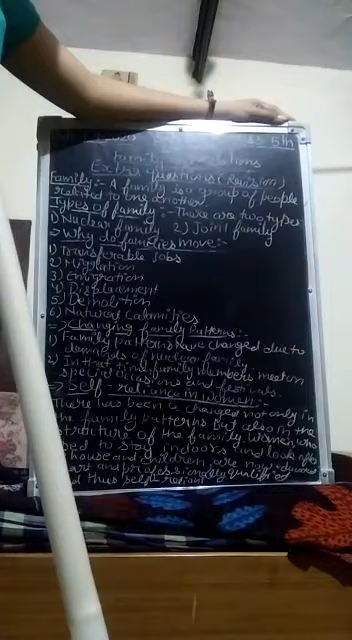 Family Relations
Extra questions (Revision)
Family:- A family is a group of people
related to one another.
Types of family:- There are two types
1) Nuclear family 2) Joint family
=> Why do families move:-
1) Transferable jobs
2) Migration
3) Emigration
4) Displacement
5) Demolition
6) Natural Calamities
=> Changing family Patterns:-
1) Family patterns have changed due to
demands of nuclear family
2) In that time family members meet on
special occasions and festivals.
=> Self-reliance in women:-
There has been a changed not only in
the family patterns but also in the
structure of the family. Women, who
used to stay indoors and look after
house and children, are now educated
smart and professionally qualified
and thus self-reliant